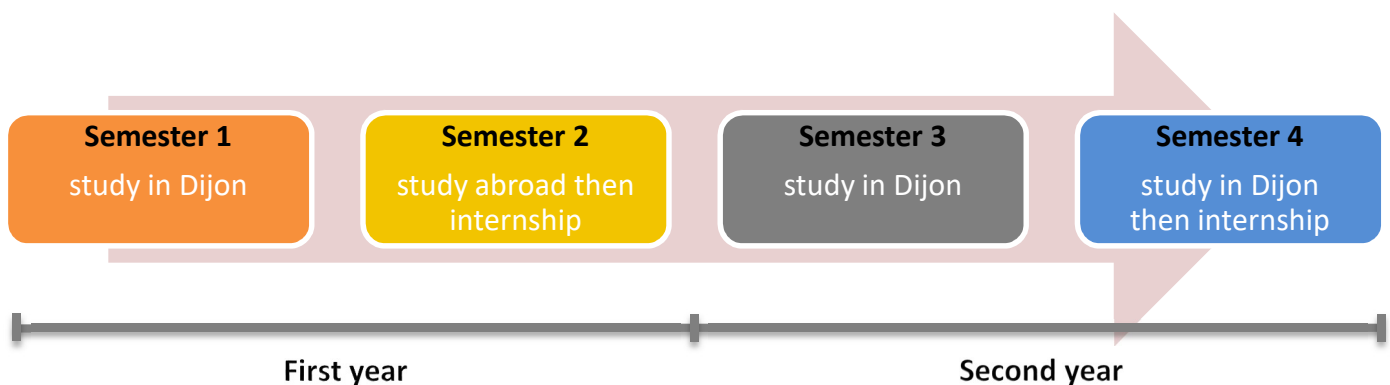 Semester 1
study in Dijon
Semester 2
study abroad then
internship
Semester 3
study in Dijon
Semester 4
study in Dijon
then internship
First year
Second year